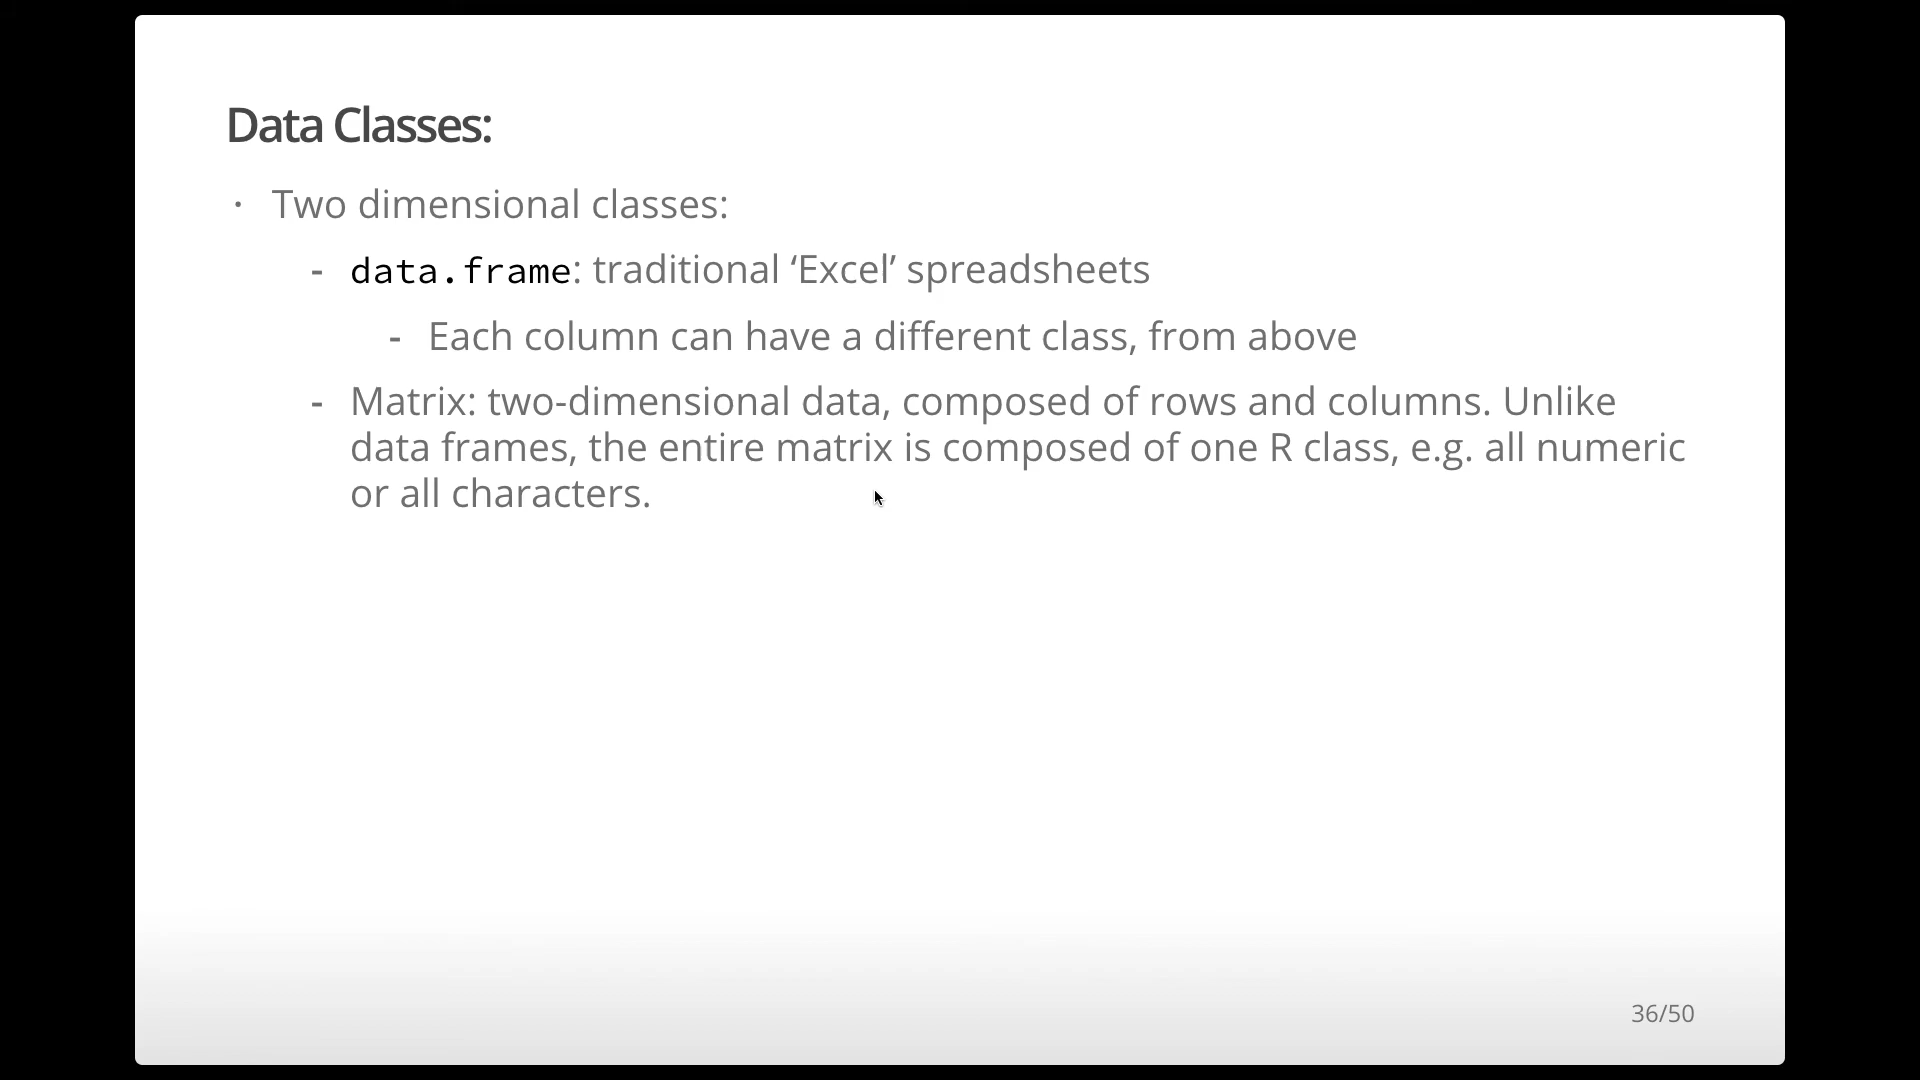 Data Classes:
· Two dimensional classes:
- data.frame: traditional ‘Excel’ spreadsheets
- Each column can have a different class, from above
- Matrix: two-dimensional data, composed of rows and columns. Unlike
data frames, the entire matrix is composed of one R class, e.g. all numeric
or all characters.
36/50